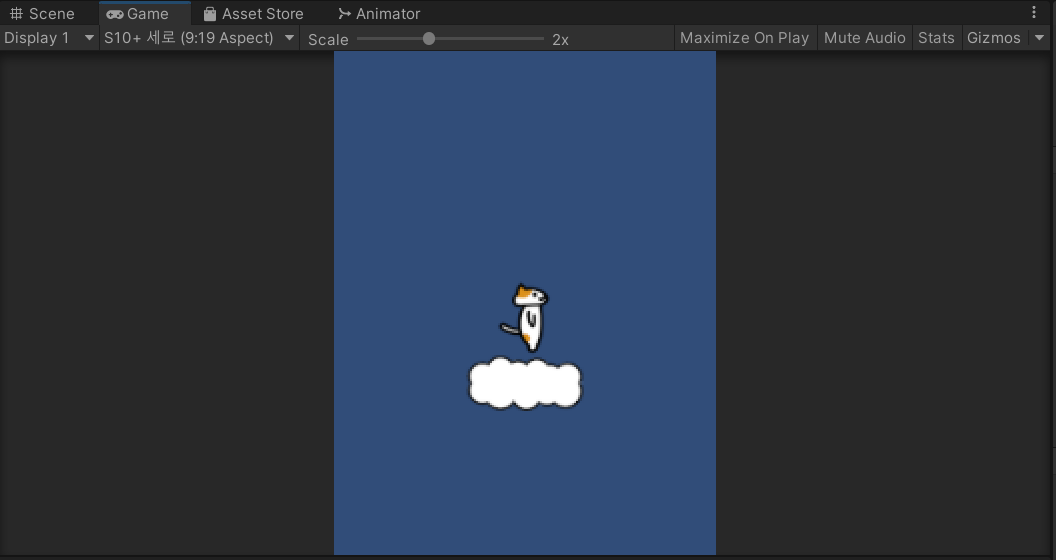 Scene Game Asset Store Animator
Display 1 S10+ 세로 (9:19 Aspect) Scale 2x Maximize On Play Mute Audio Stats Gizmos